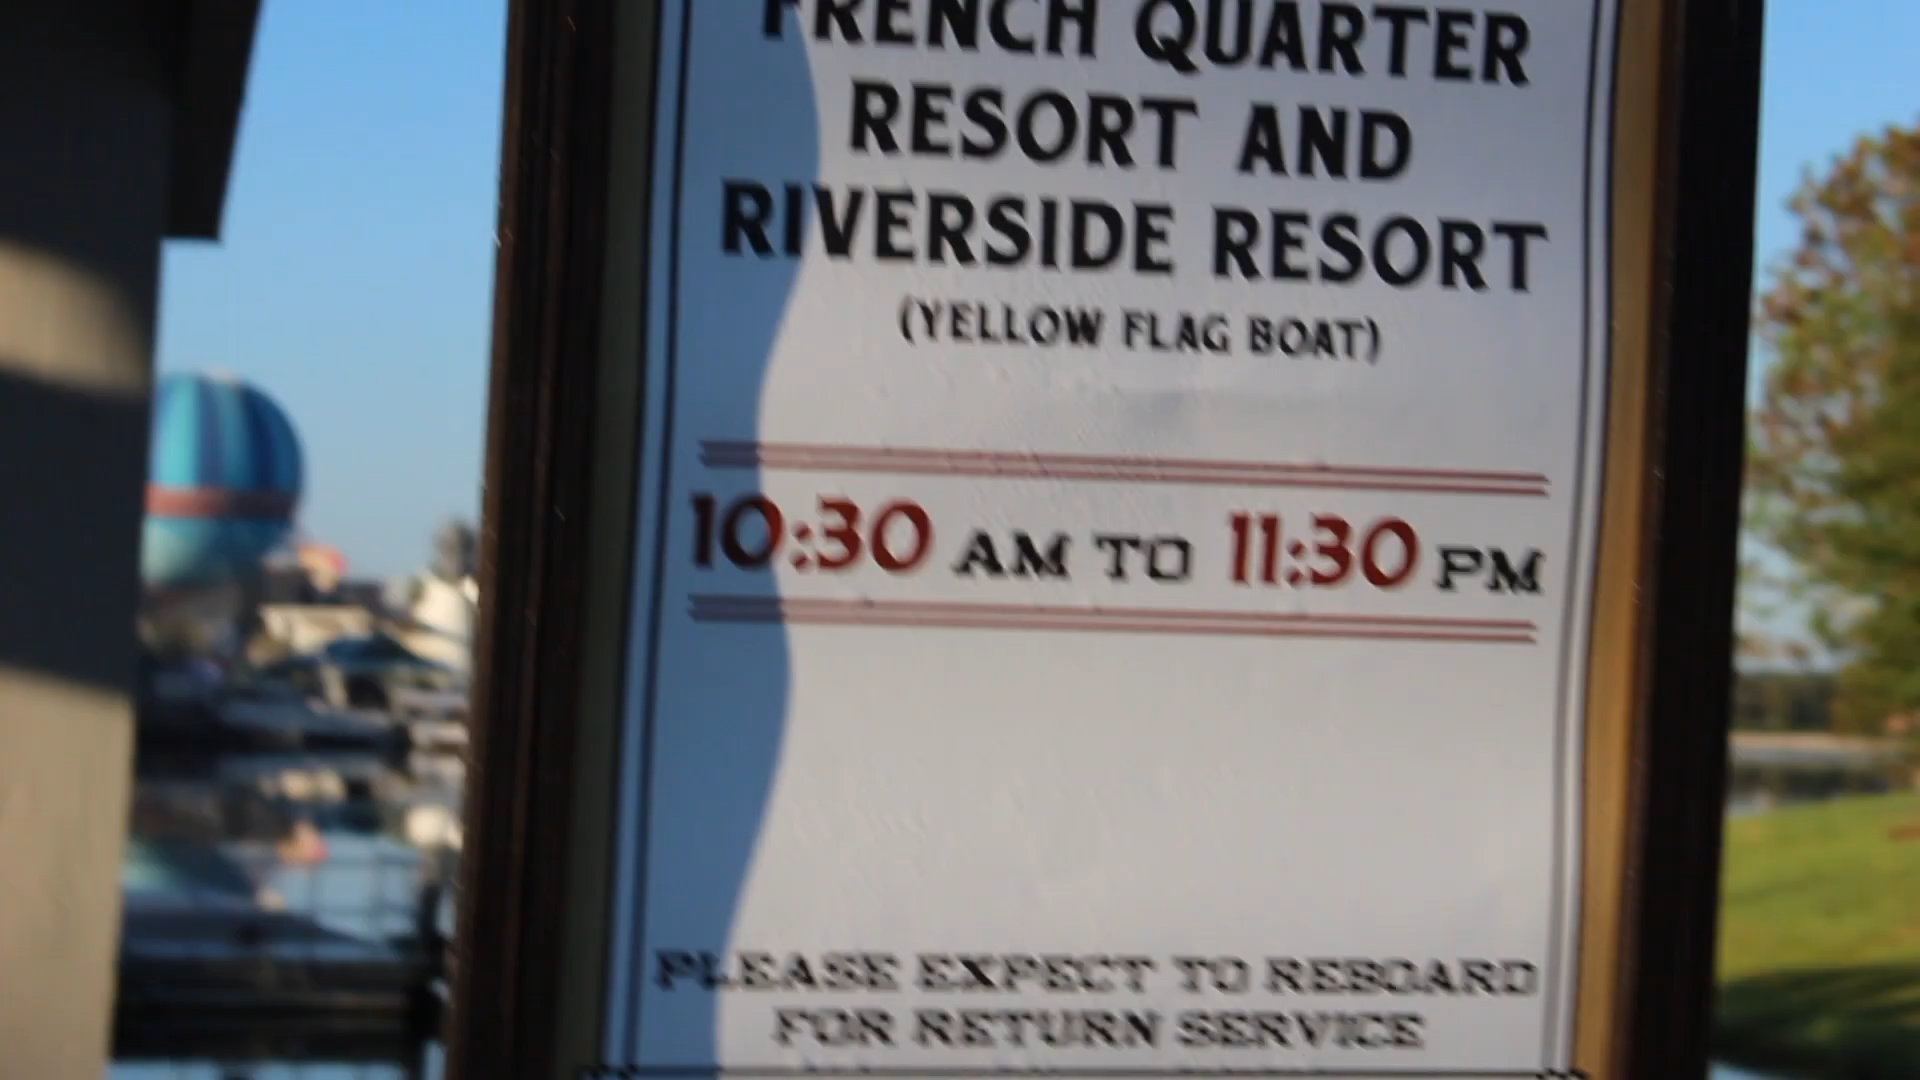 FRENCH QUARTER
RESORT AND
RIVERSIDE RESORT
(YELLOW FLAG BOAT)
10:30 AM TO 11:30 PM
PLEASE EXPECT TO REBOARD
FOR RETURN SERVICE